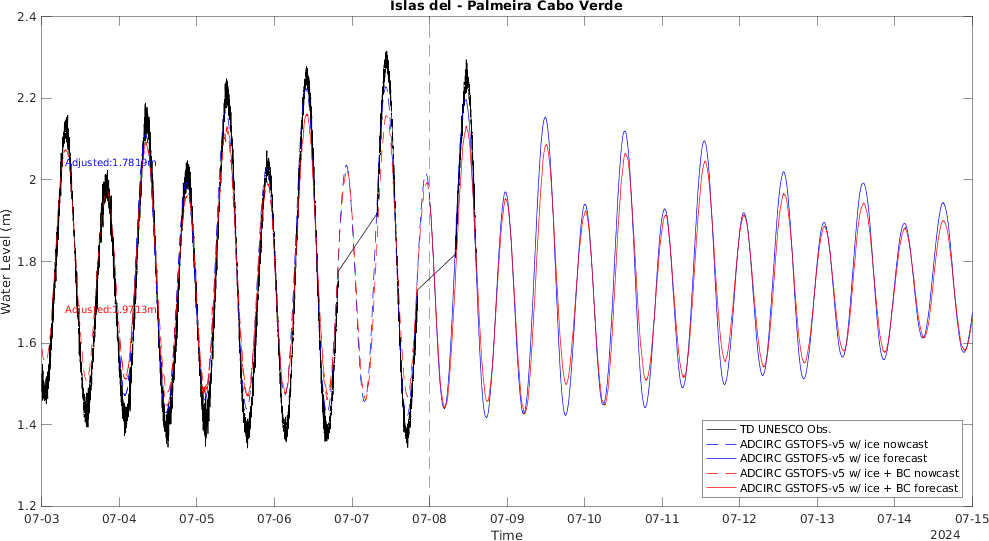 Islas del - Palmeira Cabo Verde
2.4
2.2
2
1.8
1.6
1.4
1.2
Water Level (m)
Adjusted:1.7819m
Adjusted:1.9713m
TD UNESCO Obs.
ADCIRC GSTOFS-v5 w/ ice nowcast
ADCIRC GSTOFS-v5 w/ ice forecast
ADCIRC GSTOFS-v5 w/ ice + BC nowcast
ADCIRC GSTOFS-v5 w/ ice + BC forecast
07-03 07-04 07-05 07-06 07-07 07-08 07-09 07-10 07-11 07-12 07-13 07-14 07-15
Time
2024